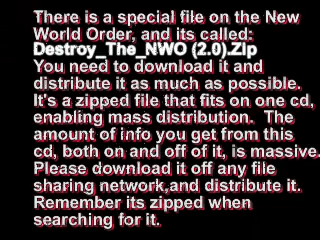 There is a special file on the New
World Order, and its called:
Destroy_The_NWO (2.0).Zip
You need to download it and
distribute it as much as possible.
It's a zipped file that fits on one cd,
enabling mass distribution.  The
amount of info you get from this
cd, both on and off of it, is massive.
Please download it off any file
sharing network,and distribute it.
Remember its zipped when
searching for it.